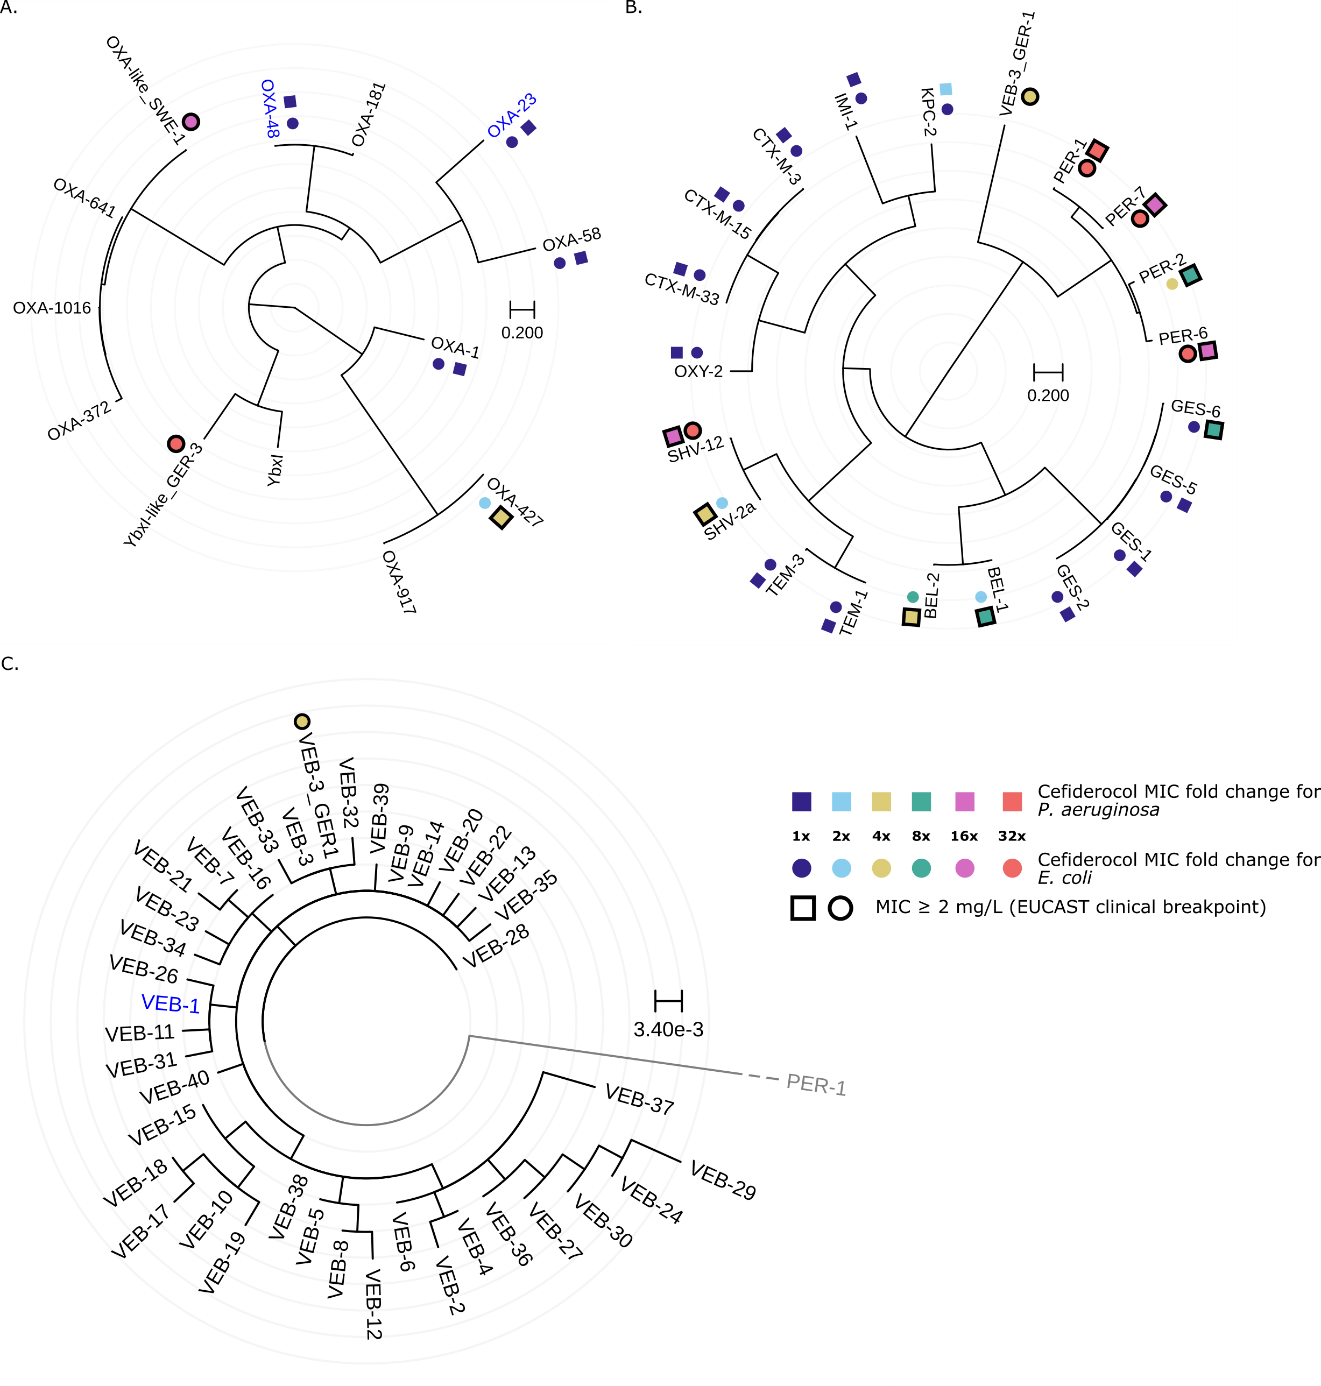 A.
OXA-like_SWE-1
OXA-48
OXA-181
OXA-23
OXA-641
OXA-58
OXA-1016
0.200
OXA-1
OXA-372
YbxI-like_GER-3
YbxI
OXA-427
OXA-917
B.
VEB-3_GER-1
IMI-1
KPC-2
CTX-M-3
PER-1
PER-7
CTX-M-15
PER-2
CTX-M-33
PER-6
OXY-2
0.200
GES-6
SHV-12
GES-5
SHV-2a
GES-1
TEM-3
GES-2
BEL-2
BEL-1
TEM-1
C.
VEB-3_GER1
VEB-32
VEB-39
VEB-33
VEB-3
VEB-9
VEB-14
VEB-20
VEB-22
VEB-13
VEB-35
VEB-28
VEB-16
VEB-7
VEB-21
VEB-23
VEB-34
VEB-26
VEB-1
VEB-11
VEB-31
VEB-40
VEB-15
VEB-18
VEB-17
VEB-10
VEB-19
VEB-38
VEB-5
VEB-8
VEB-12
VEB-6
VEB-2
VEB-4
VEB-36
VEB-27
VEB-30
VEB-24
VEB-29
VEB-37
PER-1
3.40e-3
Cefiderocol MIC fold change for
P. aeruginosa
1x 2x 4x 8x 16x 32x
Cefiderocol MIC fold change for
E. coli
MIC ≥ 2 mg/L (EUCAST clinical breakpoint)